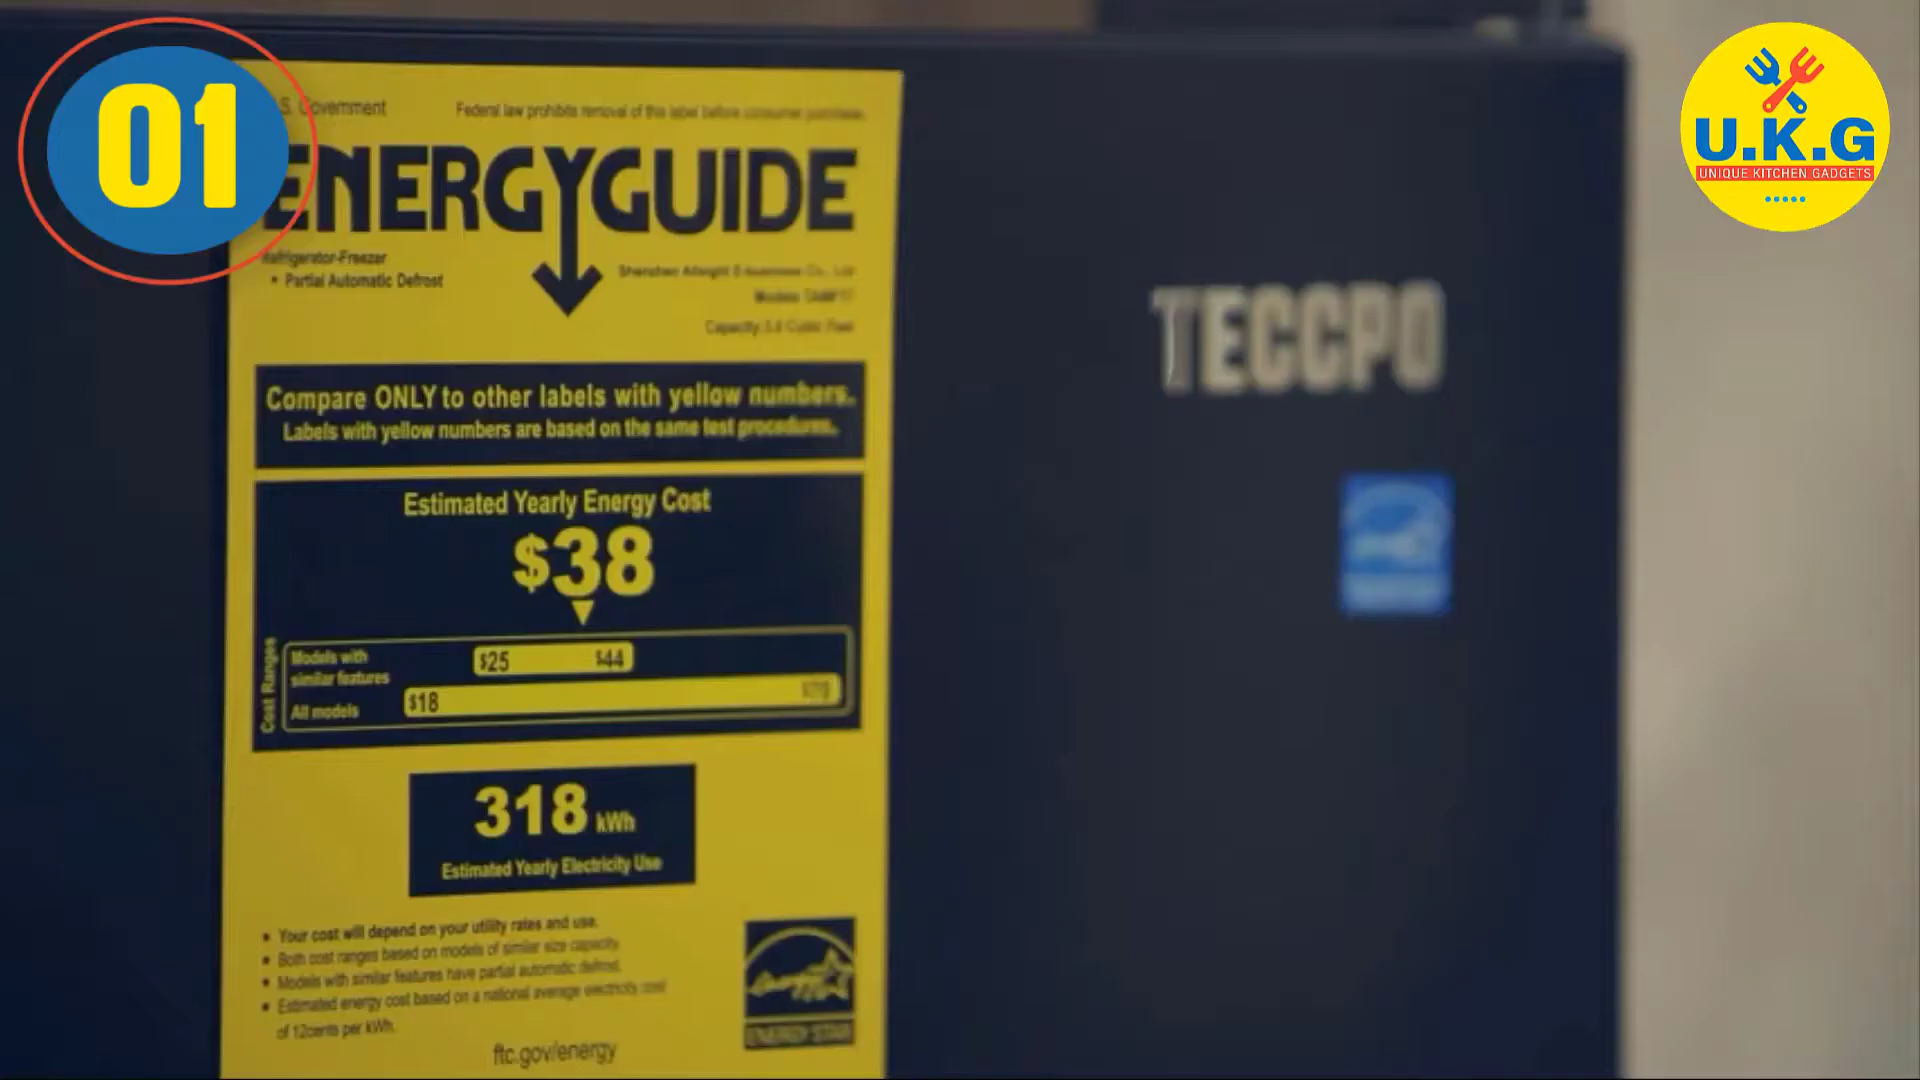 01
U.K.G
UNIQUE KITCHEN GADGETS
S. Government
Federal law prohibits removal of this label before consumer purchase.
ENERGYGUIDE
Refrigerator-Freezer
• Partial Automatic Defrost
Capacity: Cubic Feet
TECCPO
Compare ONLY to other labels with yellow numbers.
Labels with yellow numbers are based on the same test procedures.
Estimated Yearly Energy Cost
$38
Cost Ranges
Models with
similar features
$25 $44
All models
$18
318 kWh
Estimated Yearly Electricity Use
• Your cost will depend on your utility rates and use.
• Both cost ranges based on models of similar size capacity.
• Models with similar features have partial automatic defrost.
• Estimated energy cost based on a national average electricity cost
of 12cents per kWh.
ftc.gov/energy
ENERGY STAR